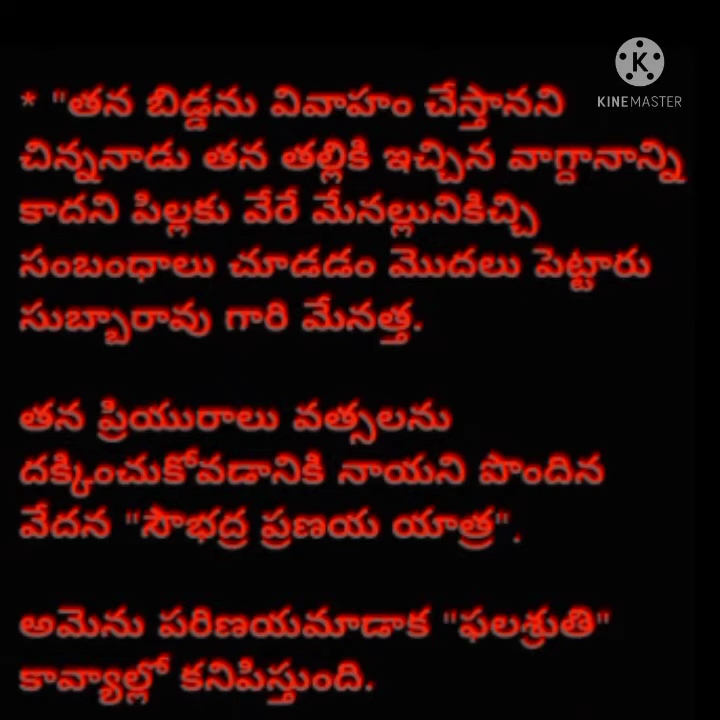 KINEMASTER
* "తన బిడ్డను వివాహం చేస్తానని
చిన్ననాడు తన తల్లికి ఇచ్చిన వాగ్దానాన్ని
కాదని పిల్లకు వేరే మేనల్లునికిచ్చి
సంబంధాలు చూడడం మొదలు పెట్టారు
సుబ్బారావు గారి మేనత్త.
తన ప్రియురాలు వత్సలను
దక్కించుకోవడానికి నాయని పొందిన
వేదన "సౌభద్ర ప్రణయ యాత్ర".
అమెను పరిణయమాడాక "ఫలశ్రుతి"
కావ్యాల్లో కనిపిస్తుంది.